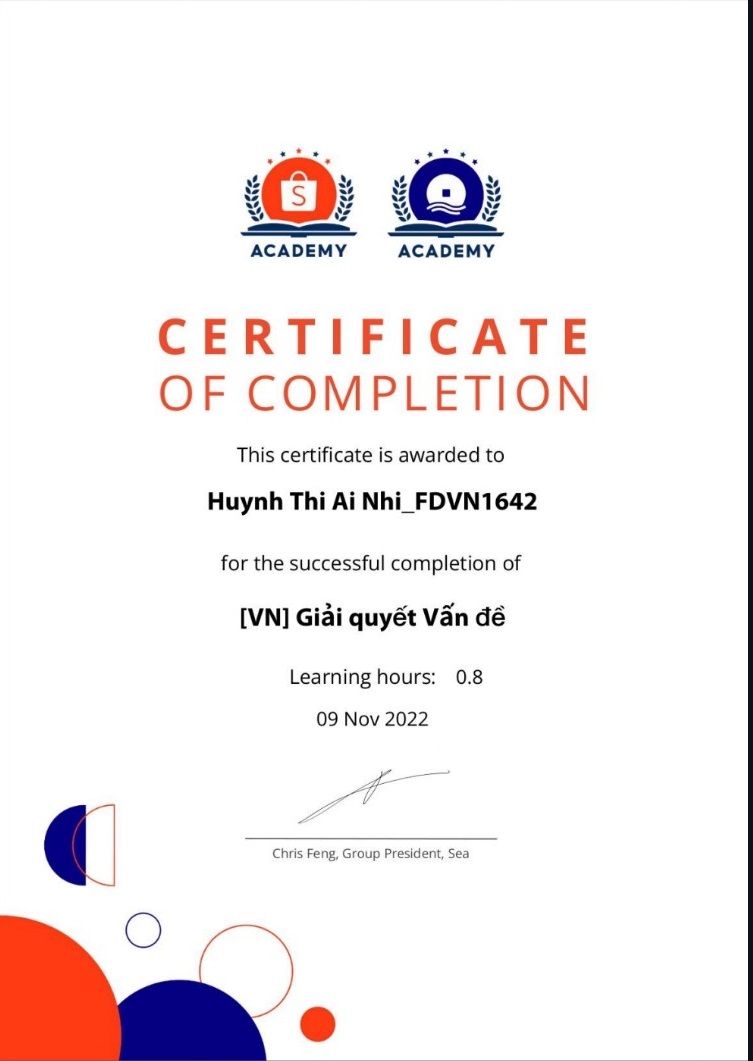 S
ACADEMY
ACADEMY
CERTIFICATE
OF COMPLETION
This certificate is awarded to
Huynh Thi Ai Nhi_FDVN1642
for the successful completion of
[VN] Giải quyết Vấn đề
Learning hours: 0.8
09 Nov 2022
Chris Feng, Group President, Sea